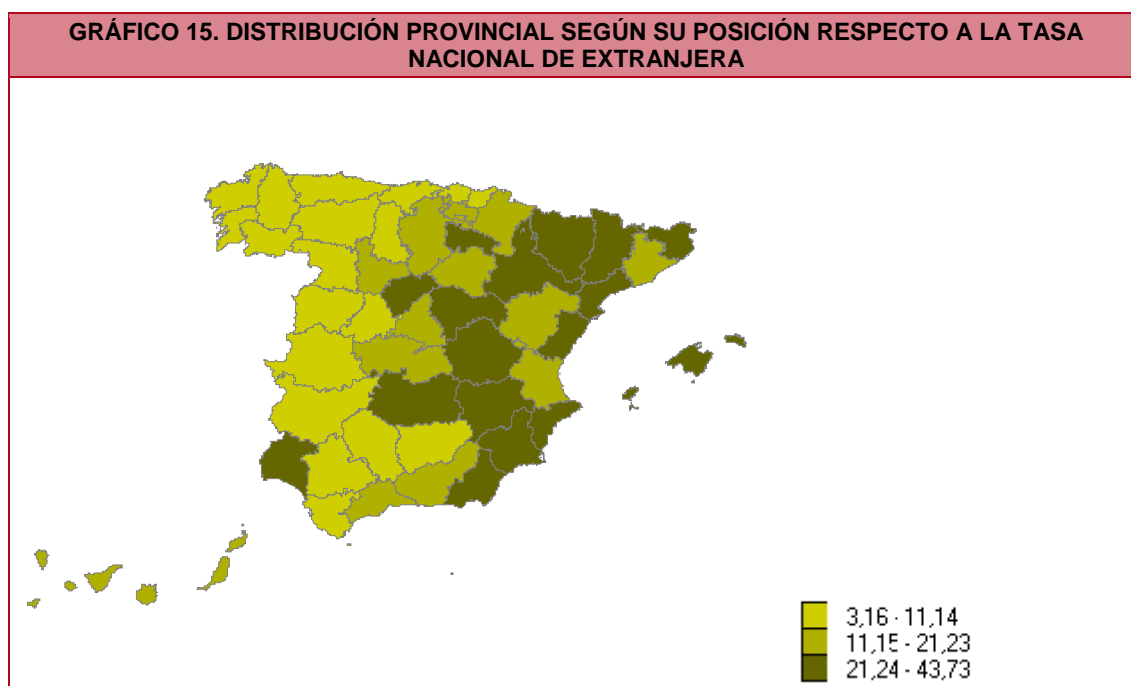 GRÁFICO 15. DISTRIBUCIÓN PROVINCIAL SEGÚN SU POSICIÓN RESPECTO A LA TASA
NACIONAL DE EXTRANJERA
3,16 - 11,14
11,15 - 21,23
21,24 - 43,73